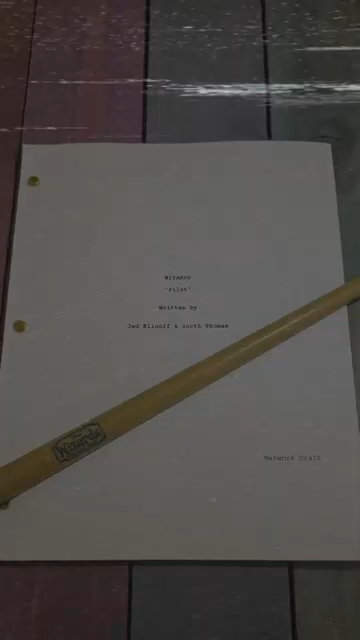 Wizards
"Pilot"
Written by
Jed Elinoff & Scott Thomas
Wizards
Network Draft